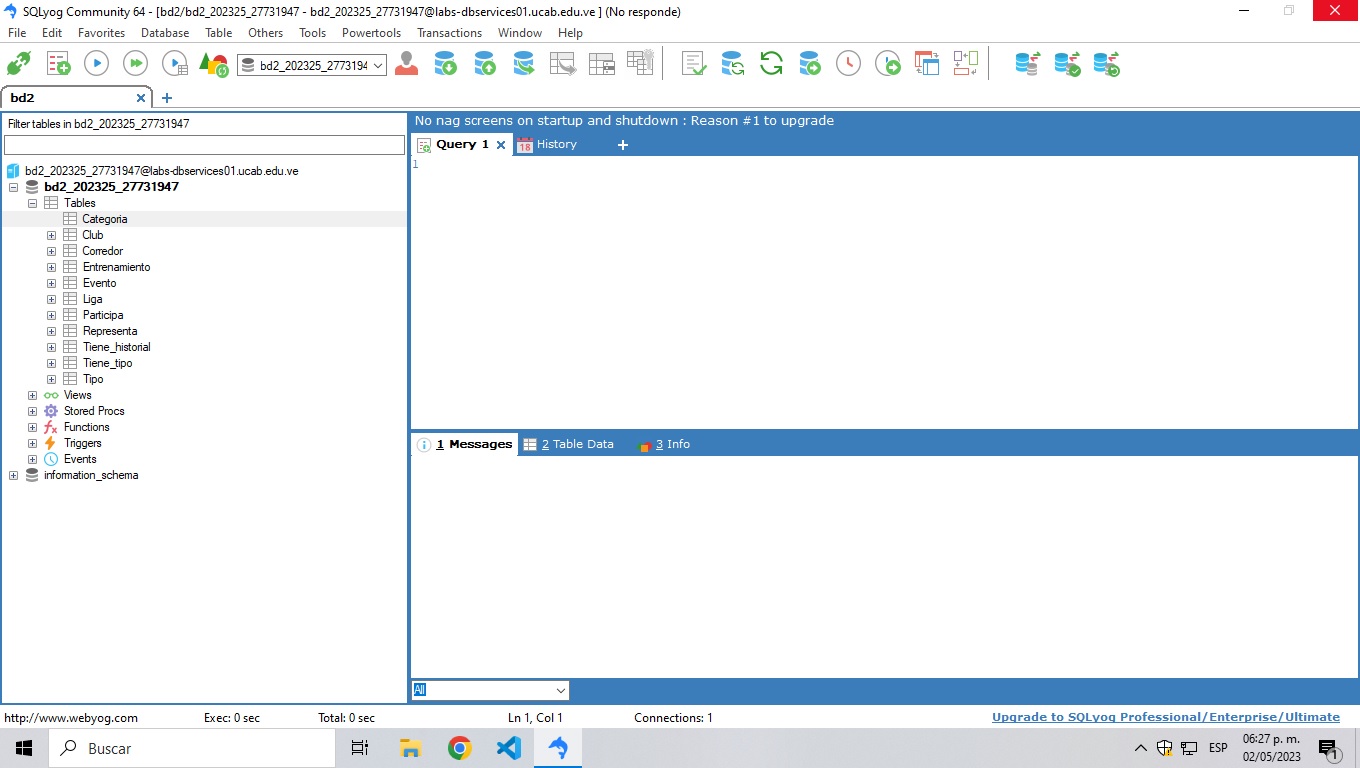 SQLyog Community 64 - [bd2/bd2_202325_27731947 - bd2_202325_27731947@labs-dbservices01.ucab.edu.ve ] (No responde)
File Edit Favorites Database Table Others Tools Powertools Transactions Window Help
bd2_202325_2773194
bd2
Filter tables in bd2_202325_27731947
No nag screens on startup and shutdown : Reason #1 to upgrade
Query 1
18 History
1
bd2_202325_27731947@labs-dbservices01.ucab.edu.ve
bd2_202325_27731947
Tables
Categoria
Club
Corredor
Entrenamiento
Evento
Liga
Participa
Representa
Tiene_historial
Tiene_tipo
Tipo
Views
Stored Procs
Functions
Triggers
Events
information_schema
1 Messages 2 Table Data 3 Info
All
http://www.webyog.com Exec: 0 sec Total: 0 sec Ln 1, Col 1 Connections: 1 Upgrade to SQLyog Professional/Enterprise/Ultimate
Buscar
ESP
06:27 p. m.
02/05/2023
1